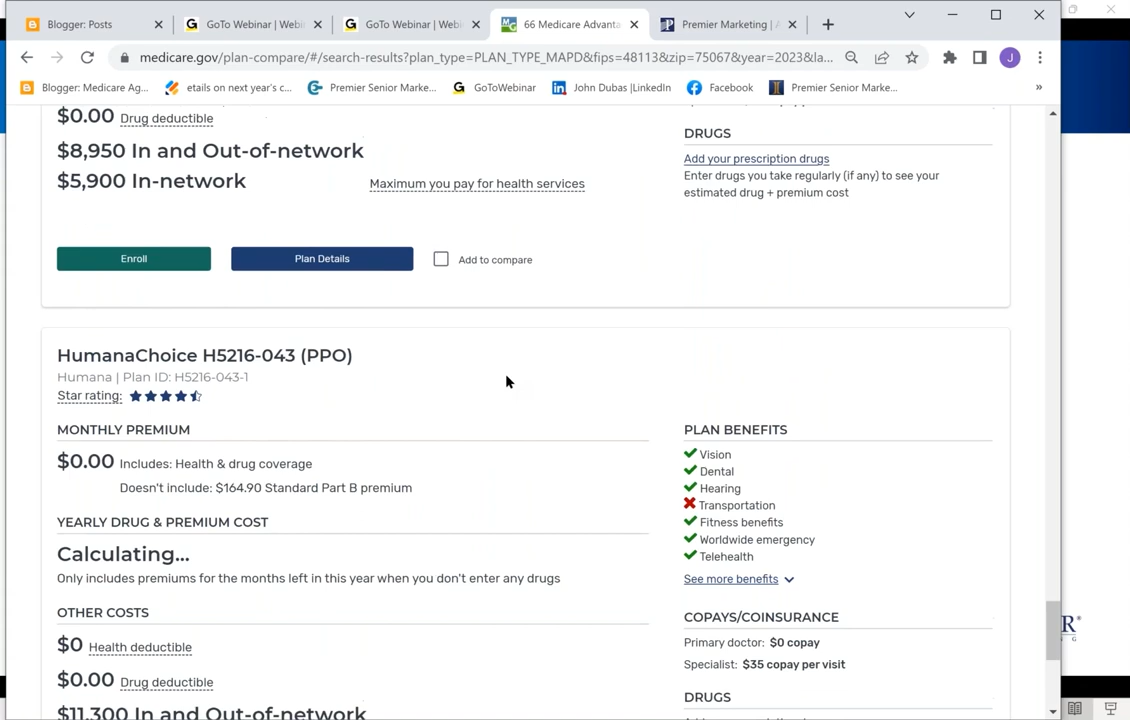 Blogger: Posts
GoTo Webinar | Webi
GoTo Webinar | Webi
66 Medicare Advanta
Premier Marketing | A
medicare.gov/plan-compare/#/search-results?plan_type=PLAN_TYPE_MAPD&fips=48113&zip=75067&year=2023&la...
J
Blogger: Medicare Ag...
etails on next year's c...
Premier Senior Marke...
GoToWebinar
John Dubas |LinkedIn
Facebook
Premier Senior Marke...
»
$0.00 Drug deductible
$8,950 In and Out-of-network
$5,900 In-network
Maximum you pay for health services
DRUGS
Add your prescription drugs
Enter drugs you take regularly (if any) to see your
estimated drug + premium cost
Enroll
Plan Details
Add to compare
HumanaChoice H5216-043 (PPO)
Humana | Plan ID: H5216-043-1
Star rating:
MONTHLY PREMIUM
$0.00 Includes: Health & drug coverage
Doesn't include: $164.90 Standard Part B premium
YEARLY DRUG & PREMIUM COST
Calculating...
Only includes premiums for the months left in this year when you don't enter any drugs
OTHER COSTS
$0 Health deductible
$0.00 Drug deductible
$11,300 In and Out-of-network
PLAN BENEFITS
Vision
Dental
Hearing
Transportation
Fitness benefits
Worldwide emergency
Telehealth
See more benefits
COPAYS/COINSURANCE
Primary doctor: $0 copay
Specialist: $35 copay per visit
DRUGS
R®
G